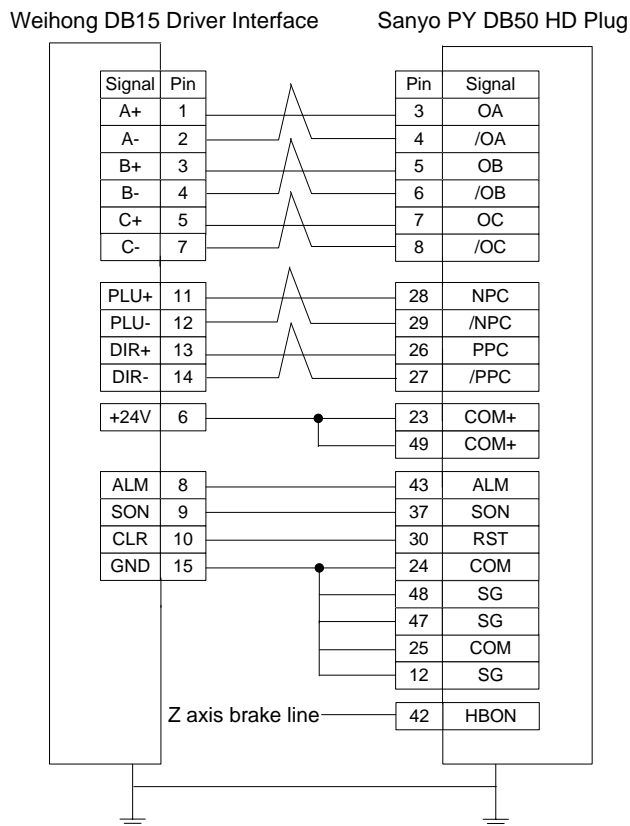 Weihong DB15 Driver Interface Sanyo PY DB50 HD Plug
Signal Pin Pin Signal
A+ 1 3 OA
A- 2 4 /OA
B+ 3 5 OB
B- 4 6 /OB
C+ 5 7 OC
C- 7 8 /OC
PLU+ 11 28 NPC
PLU- 12 29 /NPC
DIR+ 13 26 PPC
DIR- 14 27 /PPC
+24V 6 23 COM+
49 COM+
ALM 8 43 ALM
SON 9 37 SON
CLR 10 30 RST
GND 15 24 COM
48 SG
47 SG
25 COM
12 SG
Z axis brake line 42 HBON